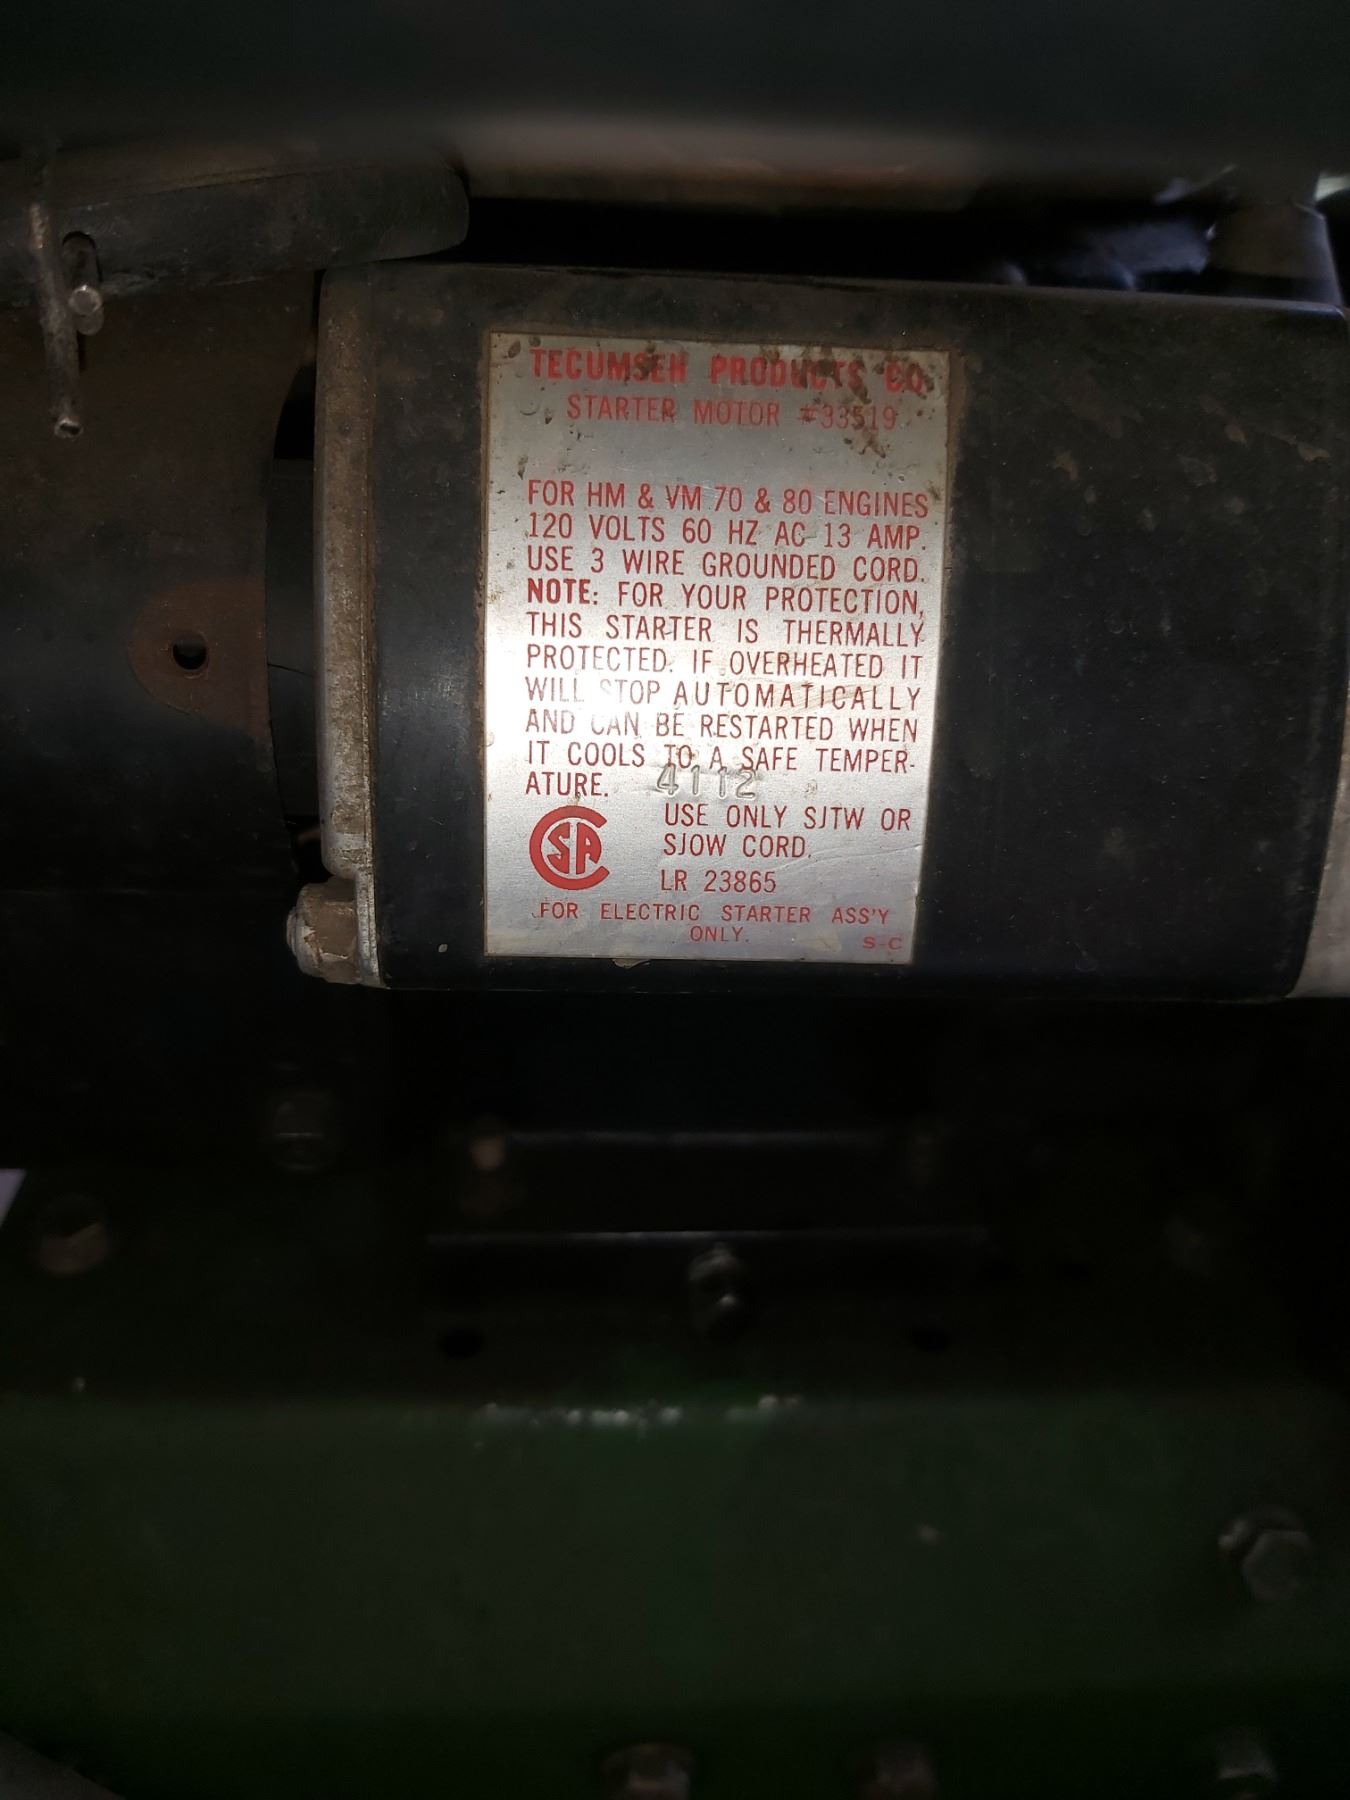 TECUMSEH PRODUCTS CO.
STARTER MOTOR #33519
FOR HM & VM 70 & 80 ENGINES
120 VOLTS 60 HZ AC 13 AMP.
USE 3 WIRE GROUNDED CORD.
NOTE: FOR YOUR PROTECTION,
THIS STARTER IS THERMALLY
PROTECTED. IF OVERHEATED IT
WILL STOP AUTOMATICALLY
AND CAN BE RESTARTED WHEN
IT COOLS TO A SAFE TEMPER-
ATURE. 4112
USE ONLY SJTW OR
SJOW CORD.
CSA
LR 23865
FOR ELECTRIC STARTER ASS'Y
ONLY.
S-C